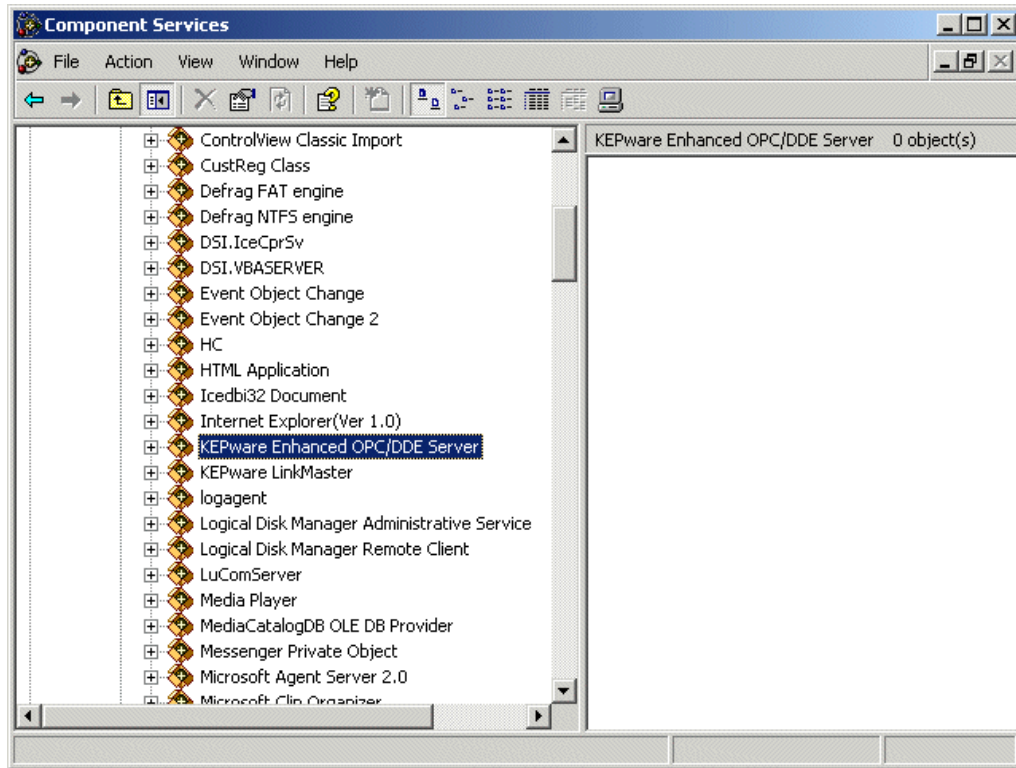 Component Services
File Action View Window Help
KEPware Enhanced OPC/DDE Server 0 object(s)
ControlView Classic Import
CustReg Class
Defrag FAT engine
Defrag NTFS engine
DSI.IceCprSv
DSI.VBASERVER
Event Object Change
Event Object Change 2
HC
HTML Application
Icedbi32 Document
Internet Explorer(Ver 1.0)
KEPware Enhanced OPC/DDE Server
KEPware LinkMaster
logagent
Logical Disk Manager Administrative Service
Logical Disk Manager Remote Client
LuComServer
Media Player
MediaCatalogDB OLE DB Provider
Messenger Private Object
Microsoft Agent Server 2.0
Microsoft Clip Organizer